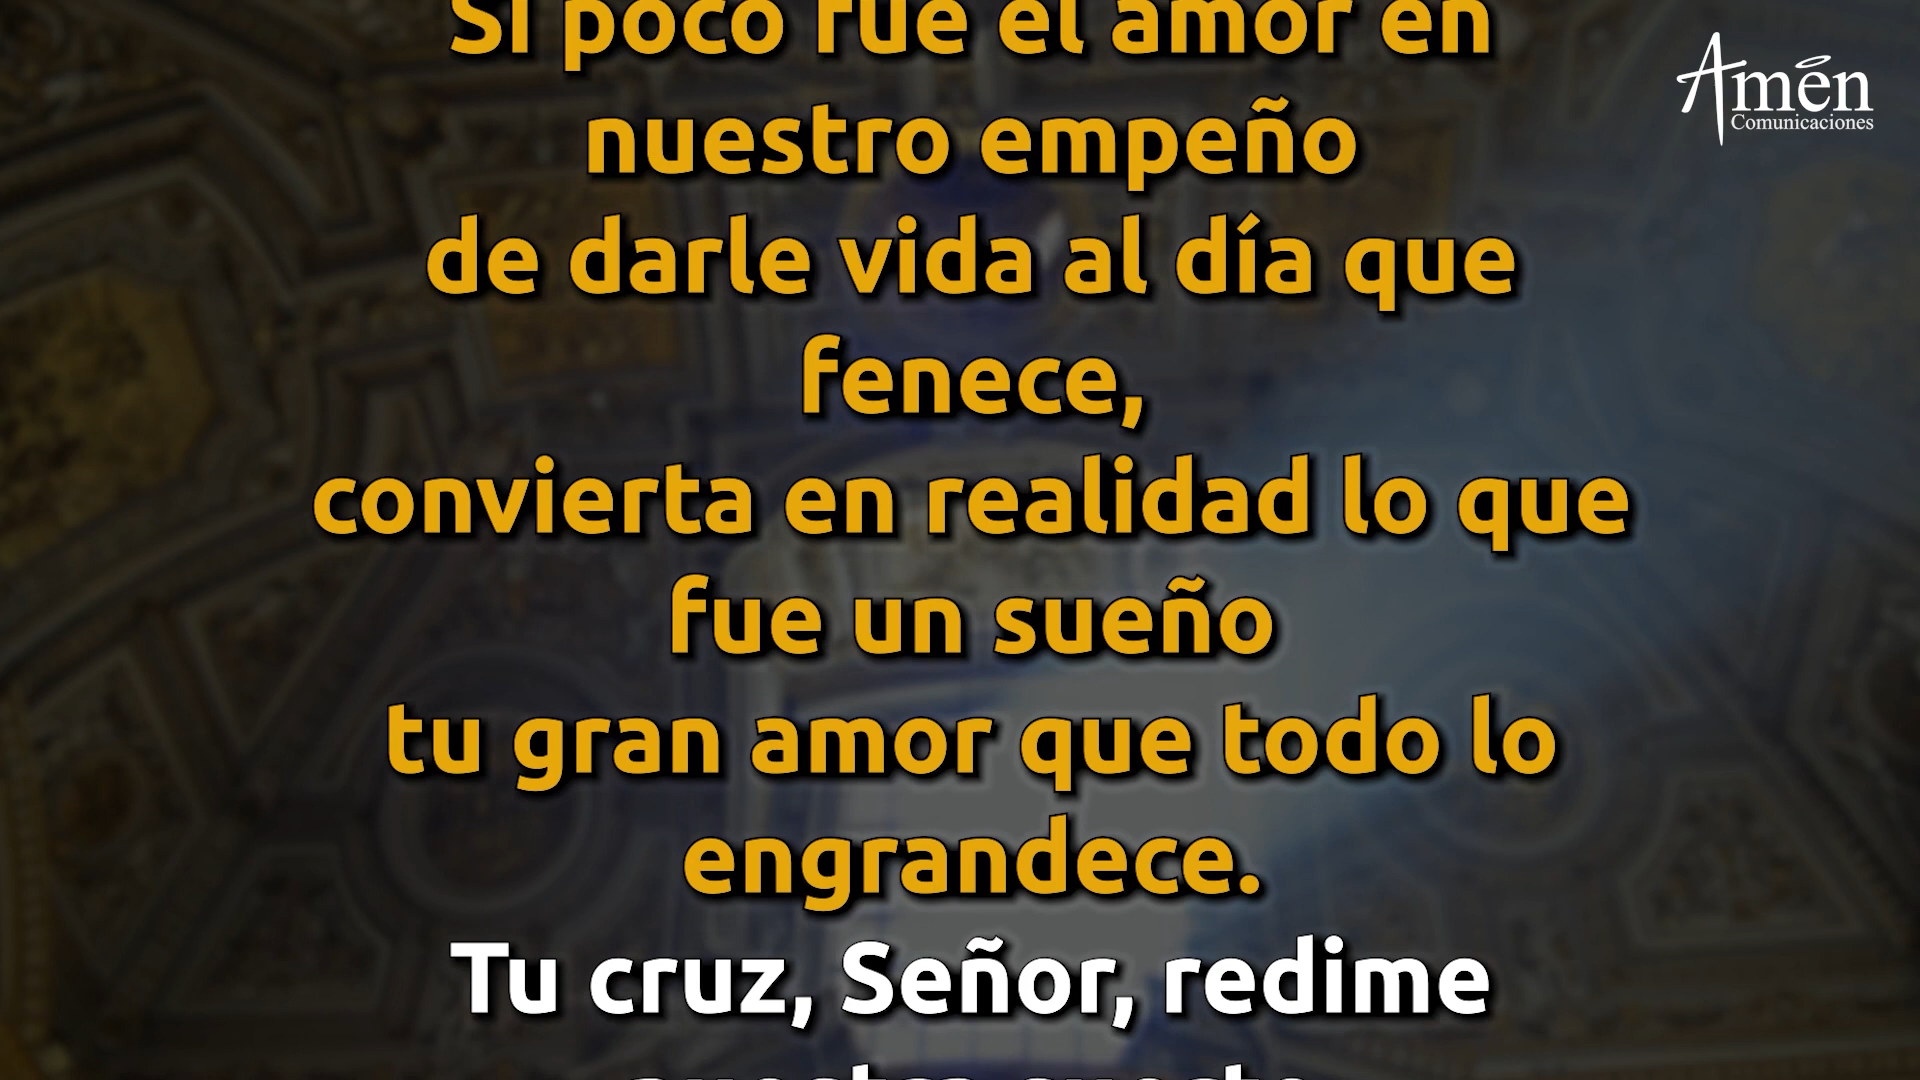 Si poco fue el amor en
nuestro empeño
de darle vida al día que
fenece,
convierta en realidad lo que
fue un sueño
tu gran amor que todo lo
engrandece.
Tu cruz, Señor, redime
Amén
Comunicaciones